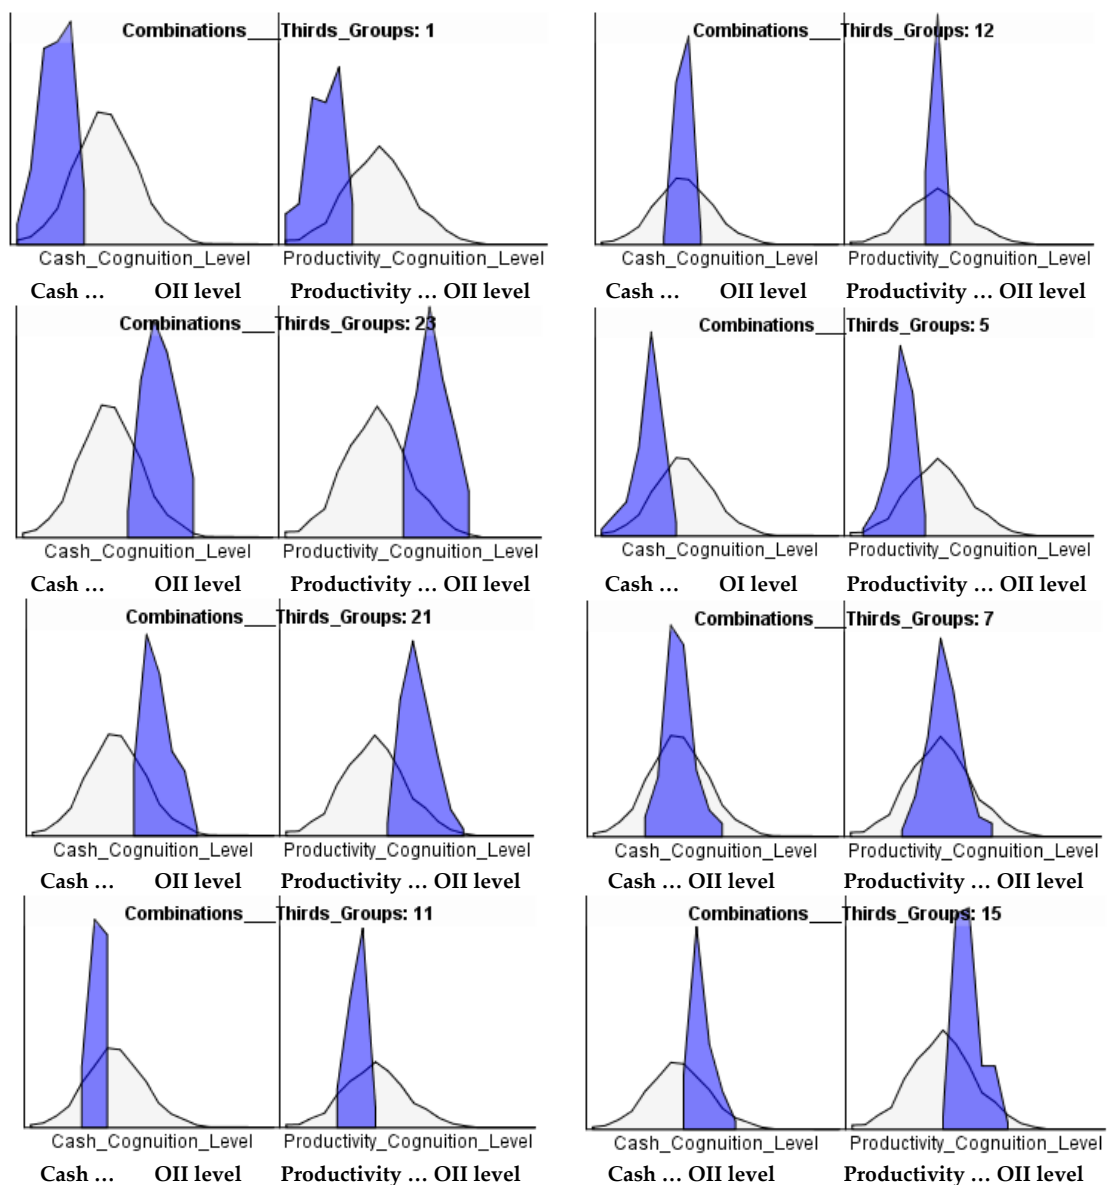 Combinations___Thirds_Groups: 1
Cash_Cognuition_Level Productivity_Cognuition_Level
Cash … OII level Productivity … OII level
Combinations___Thirds_Groups: 12
Cash_Cognuition_Level Productivity_Cognuition_Level
Cash … OII level Productivity … OII level
Combinations___Thirds_Groups: 23
Cash_Cognuition_Level Productivity_Cognuition_Level
Cash … OII level Productivity … OII level
Combinations___Thirds_Groups: 5
Cash_Cognuition_Level Productivity_Cognuition_Level
Cash … OI level Productivity … OII level
Combinations___Thirds_Groups: 21
Cash_Cognuition_Level Productivity_Cognuition_Level
Cash … OII level Productivity … OII level
Combinations___Thirds_Groups: 7
Cash_Cognuition_Level Productivity_Cognuition_Level
Cash … OII level Productivity … OII level
Combinations___Thirds_Groups: 11
Cash_Cognuition_Level Productivity_Cognuition_Level
Cash … OII level Productivity … OII level
Combinations___Thirds_Groups: 15
Cash_Cognuition_Level Productivity_Cognuition_Level
Cash … OII level Productivity … OII level